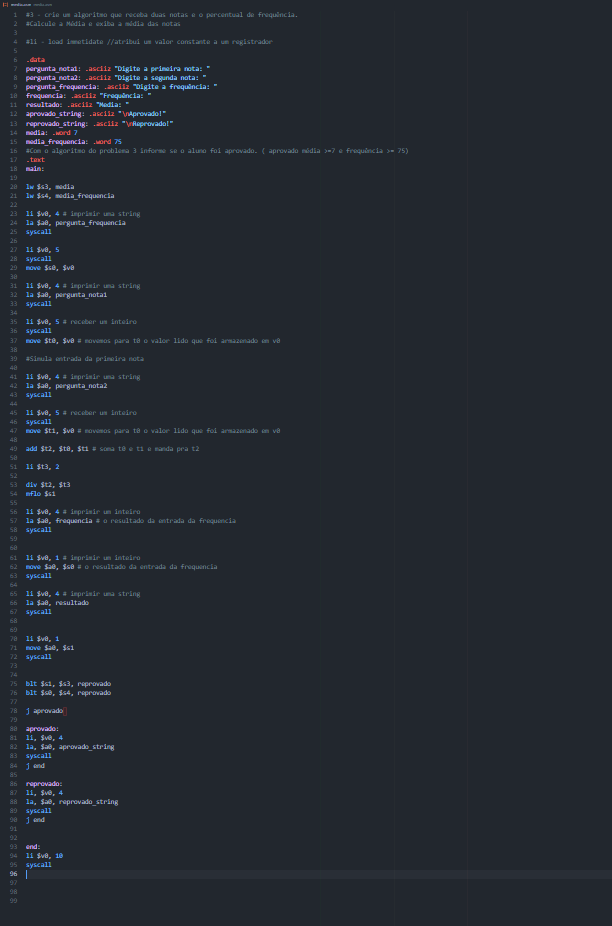 media.asm media.asm
1 #3 - crie um algoritmo que receba duas notas e o percentual de frequência.
2 #Calcule a Média e exiba a média das notas
3
4 #li - load immetidate //atribui um valor constante a um registrador
5
6 .data
7 pergunta_nota1: .asciiz "Digite a primeira nota: "
8 pergunta_nota2: .asciiz "Digite a segunda nota: "
9 pergunta_frequencia: .asciiz "Digite a frequência: "
10 frequencia: .asciiz "Frequência: "
11 resultado: .asciiz "Media: "
12 aprovado_string: .asciiz "\nAprovado!"
13 reprovado_string: .asciiz "\nReprovado!"
14 media: .word 7
15 media_frequencia: .word 75
16 #Com o algoritmo do problema 3 informe se o aluno foi aprovado. ( aprovado média >=7 e frequência >= 75)
17 .text
18 main:
19
20 lw $s3, media
21 lw $s4, media_frequencia
22
23 li $v0, 4 # imprimir uma string
24 la $a0, pergunta_frequencia
25 syscall
26
27 li $v0, 5
28 syscall
29 move $s0, $v0
30
31 li $v0, 4 # imprimir uma string
32 la $a0, pergunta_nota1
33 syscall
34
35 li $v0, 5 # receber um inteiro
36 syscall
37 move $t0, $v0 # movemos para t0 o valor lido que foi armazenado em v0
38
39 #Simula entrada da primeira nota
40
41 li $v0, 4 # imprimir uma string
42 la $a0, pergunta_nota2
43 syscall
44
45 li $v0, 5 # receber um inteiro
46 syscall
47 move $t1, $v0 # movemos para t0 o valor lido que foi armazenado em v0
48
49 add $t2, $t0, $t1 # soma t0 e t1 e manda pra t2
50
51 li $t3, 2
52
53 div $t2, $t3
54 mflo $s1
55
56 li $v0, 4 # imprimir um inteiro
57 la $a0, frequencia # o resultado da entrada da frequencia
58 syscall
59
60
61 li $v0, 1 # imprimir um inteiro
62 move $a0, $s0 # o resultado da entrada da frequencia
63 syscall
64
65 li $v0, 4 # imprimir uma string
66 la $a0, resultado
67 syscall
68
69
70 li $v0, 1
71 move $a0, $s1
72 syscall
73
74
75 blt $s1, $s3, reprovado
76 blt $s0, $s4, reprovado
77
78 j aprovado
79
80 aprovado:
81 li, $v0, 4
82 la, $a0, aprovado_string
83 syscall
84 j end
85
86 reprovado:
87 li, $v0, 4
88 la, $a0, reprovado_string
89 syscall
90 j end
91
92
93 end:
94 li $v0, 10
95 syscall
96
97
98
99